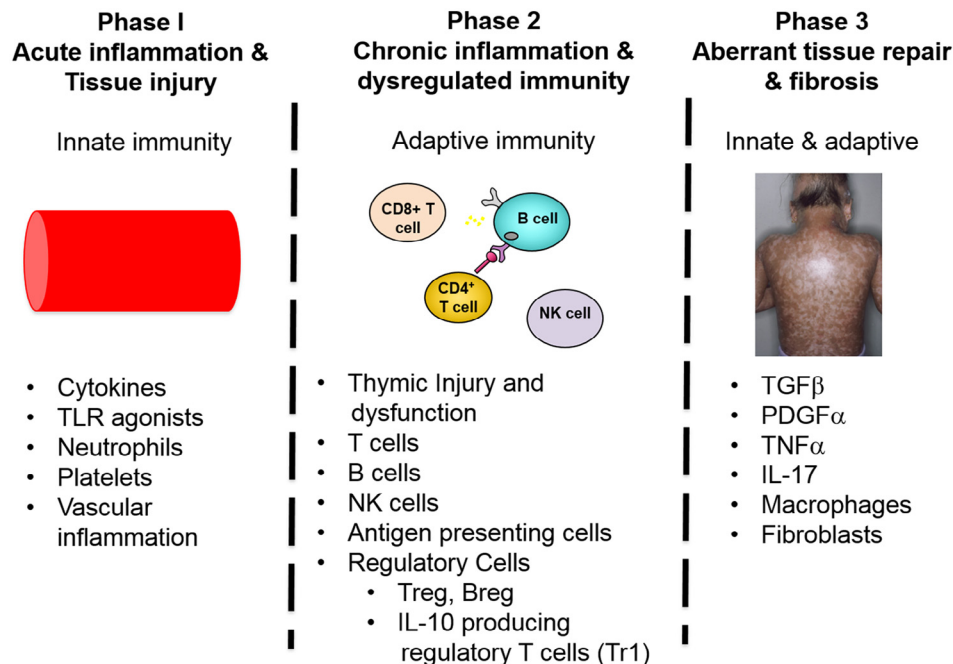 Phase I
Acute inflammation &
Tissue injury
Innate immunity
• Cytokines
• TLR agonists
• Neutrophils
• Platelets
• Vascular
inflammation
Phase 2
Chronic inflammation &
dysregulated immunity
Adaptive immunity
CD8+ T
cell
B cell
CD4+
T cell
NK cell
• Thymic Injury and
dysfunction
• T cells
• B cells
• NK cells
• Antigen presenting cells
• Regulatory Cells
• Treg, Breg
• IL-10 producing
regulatory T cells (Tr1)
Phase 3
Aberrant tissue repair
& fibrosis
Innate & adaptive
• TGFβ
• PDGFα
• TNFα
• IL-17
• Macrophages
• Fibroblasts